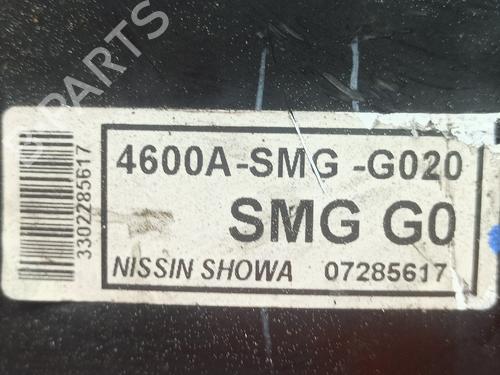 B PARTS
3302285617
4600A-SMG -G020
SMG G0
NISSIN SHOWA 07285617